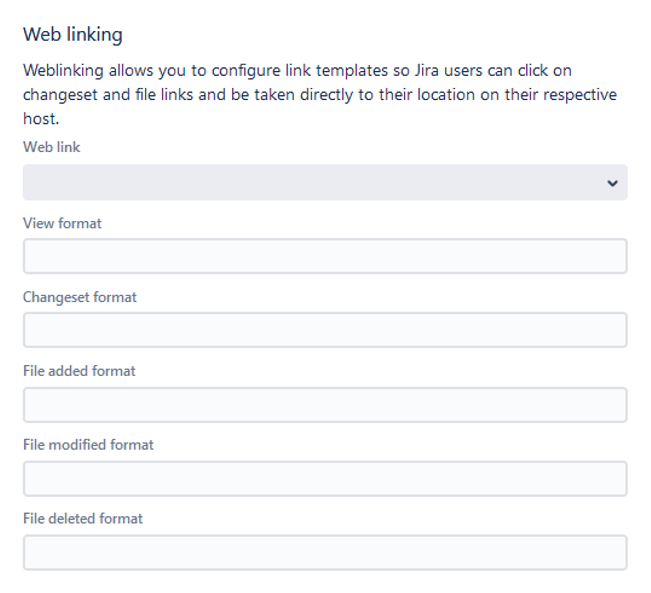 Web linking
Weblinking allows you to configure link templates so Jira users can click on
changeset and file links and be taken directly to their location on their respective
host.
Web link
View format
Changeset format
File added format
File modified format
File deleted format